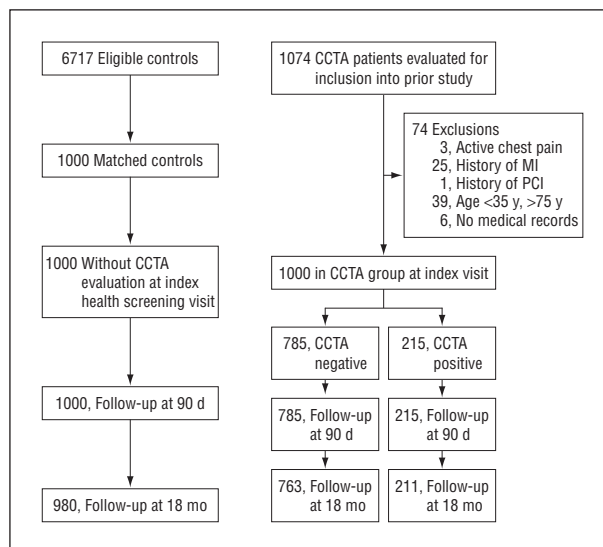 6717 Eligible controls
1000 Matched controls
1000 Without CCTA
evaluation at index
health screening visit
1000, Follow-up at 90 d
980, Follow-up at 18 mo
1074 CCTA patients evaluated for
inclusion into prior study
74 Exclusions
3, Active chest pain
25, History of MI
1, History of PCI
39, Age <35 y, >75 y
6, No medical records
1000 in CCTA group at index visit
785, CCTA
negative
215, CCTA
positive
785, Follow-up
at 90 d
215, Follow-up
at 90 d
763, Follow-up
at 18 mo
211, Follow-up
at 18 mo